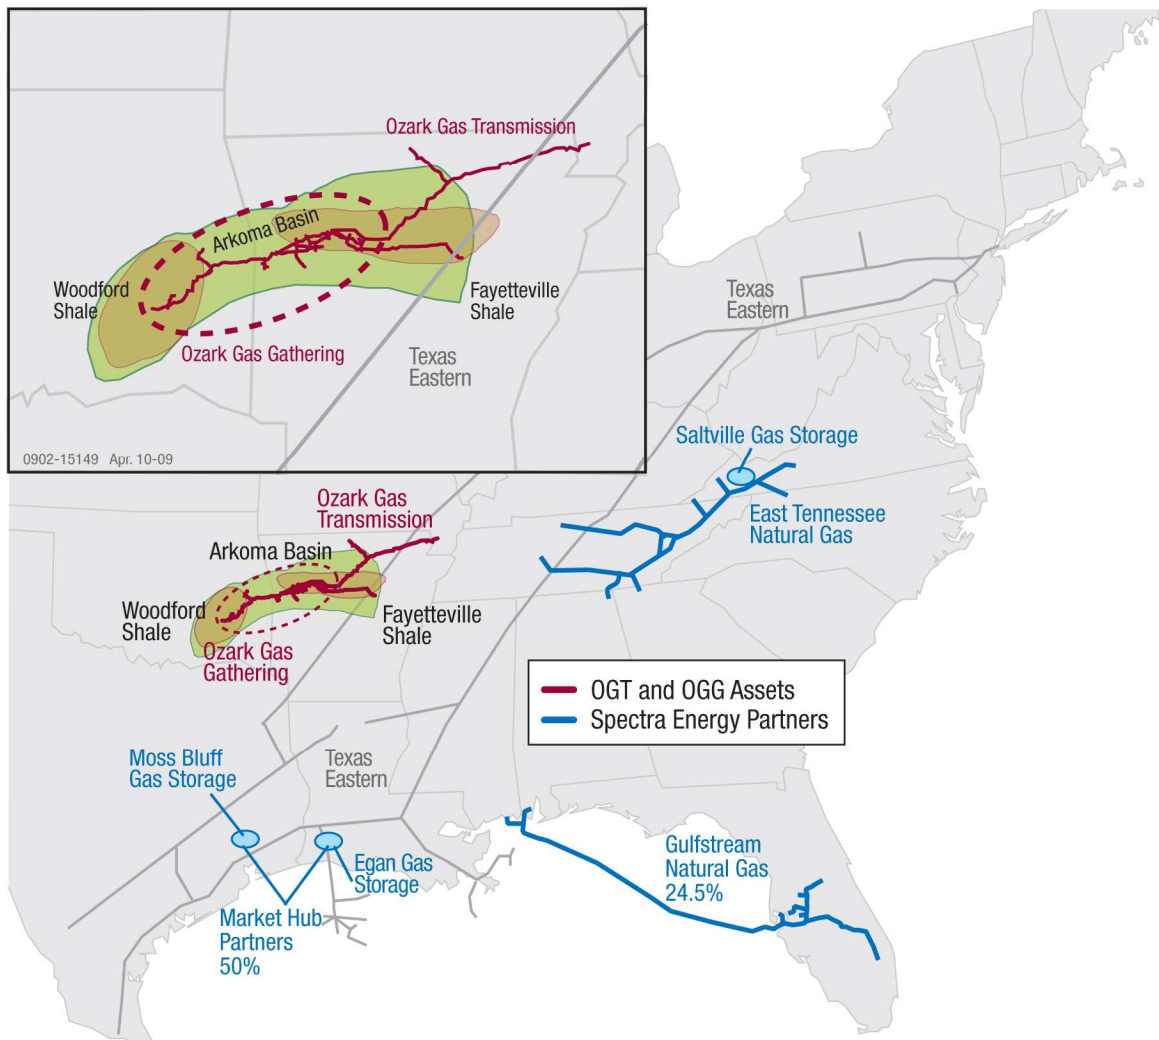 Ozark Gas Transmission
Arkoma Basin
Woodford
Shale
Fayetteville
Shale
Ozark Gas Gathering
Texas
Eastern
0902-15149 Apr. 10-09
Texas
Eastern
Saltville Gas Storage
East Tennessee
Natural Gas
Ozark Gas
Transmission
Arkoma Basin
Woodford
Shale
Fayetteville
Shale
Ozark Gas
Gathering
OGT and OGG Assets
Spectra Energy Partners
Moss Bluff
Gas Storage
Texas
Eastern
Egan Gas
Storage
Market Hub
Partners
50%
Gulfstream
Natural Gas
24.5%